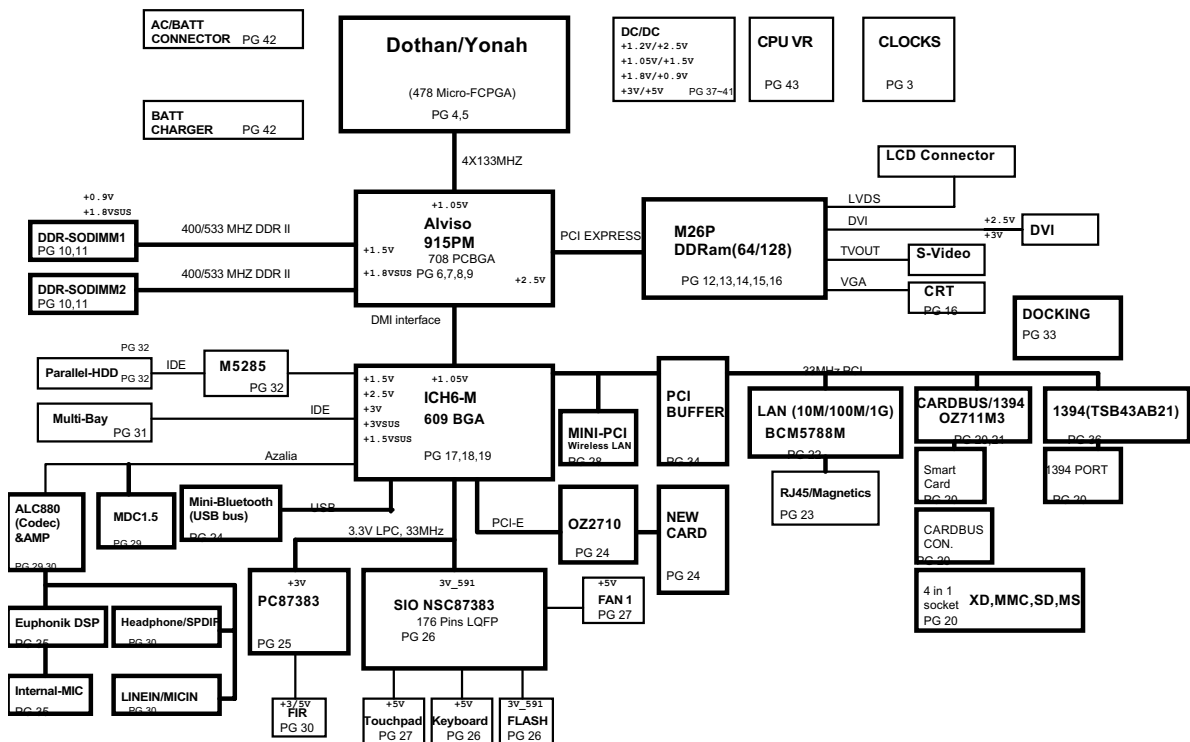 AC/BATT
CONNECTOR PG 42
BATT
CHARGER PG 42
Dothan/Yonah
(478 Micro-FCPGA)
PG 4,5
DC/DC
+1.2V/+2.5V
+1.05V/+1.5V
+1.8V/+0.9V
+3V/+5V PG 37~41
CPU VR
PG 43
CLOCKS
PG 3
4X133MHZ
+0.9V
+1.8VSUS
DDR-SODIMM1
PG 10,11
400/533 MHZ DDR II
DDR-SODIMM2
PG 10,11
400/533 MHZ DDR II
+1.05V
Alviso
915PM
708 PCBGA
PG 6,7,8,9
+1.5V
+1.8VSUS
+2.5V
PCI EXPRESS
M26P
DDRam(64/128)
PG 12,13,14,15,16
LCD Connector
LVDS
DVI
+2.5V
+3V
DVI
TVOUT
S-Video
VGA
CRT
PG 16
DOCKING
PG 33
DMI interface
PG 32
Parallel-HDD PG 32
IDE
M5285
PG 32
Multi-Bay
PG 31
IDE
+1.05V
+1.5V
+2.5V
+3V
+3VSUS
+1.5VSUS
ICH6-M
609 BGA
PG 17,18,19
33MHz PCI
MINI-PCI
Wireless LAN
PG 28
PCI
BUFFER
PG 34
LAN (10M/100M/1G)
BCM5788M
PG 22
RJ45/Magnetics
PG 23
CARDBUS/1394
OZ711M3
PG 20,21
1394(TSB43AB21)
PG 36
Smart
Card
PG 20
1394 PORT
PG 20
CARDBUS
CON.
PG 20
4 in 1
socket XD,MMC,SD,MS
PG 20
Azalia
ALC880
(Codec)
&AMP
PG 29,30
MDC1.5
PG 29
Mini-Bluetooth
(USB bus)
PG 24
USB
3.3V LPC, 33MHz
PCI-E
OZ2710
PG 24
NEW
CARD
PG 24
+3V
PC87383
PG 25
3V_591
SIO NSC87383
176 Pins LQFP
PG 26
+5V
FAN 1
PG 27
Euphonik DSP
PG 35
Headphone/SPDIF
PG 30
Internal-MIC
PG 35
LINEIN/MICIN
PG 30
+3/5V
FIR
PG 30
+5V
Touchpad
PG 27
+5V
Keyboard
PG 26
3V_591
FLASH
PG 26